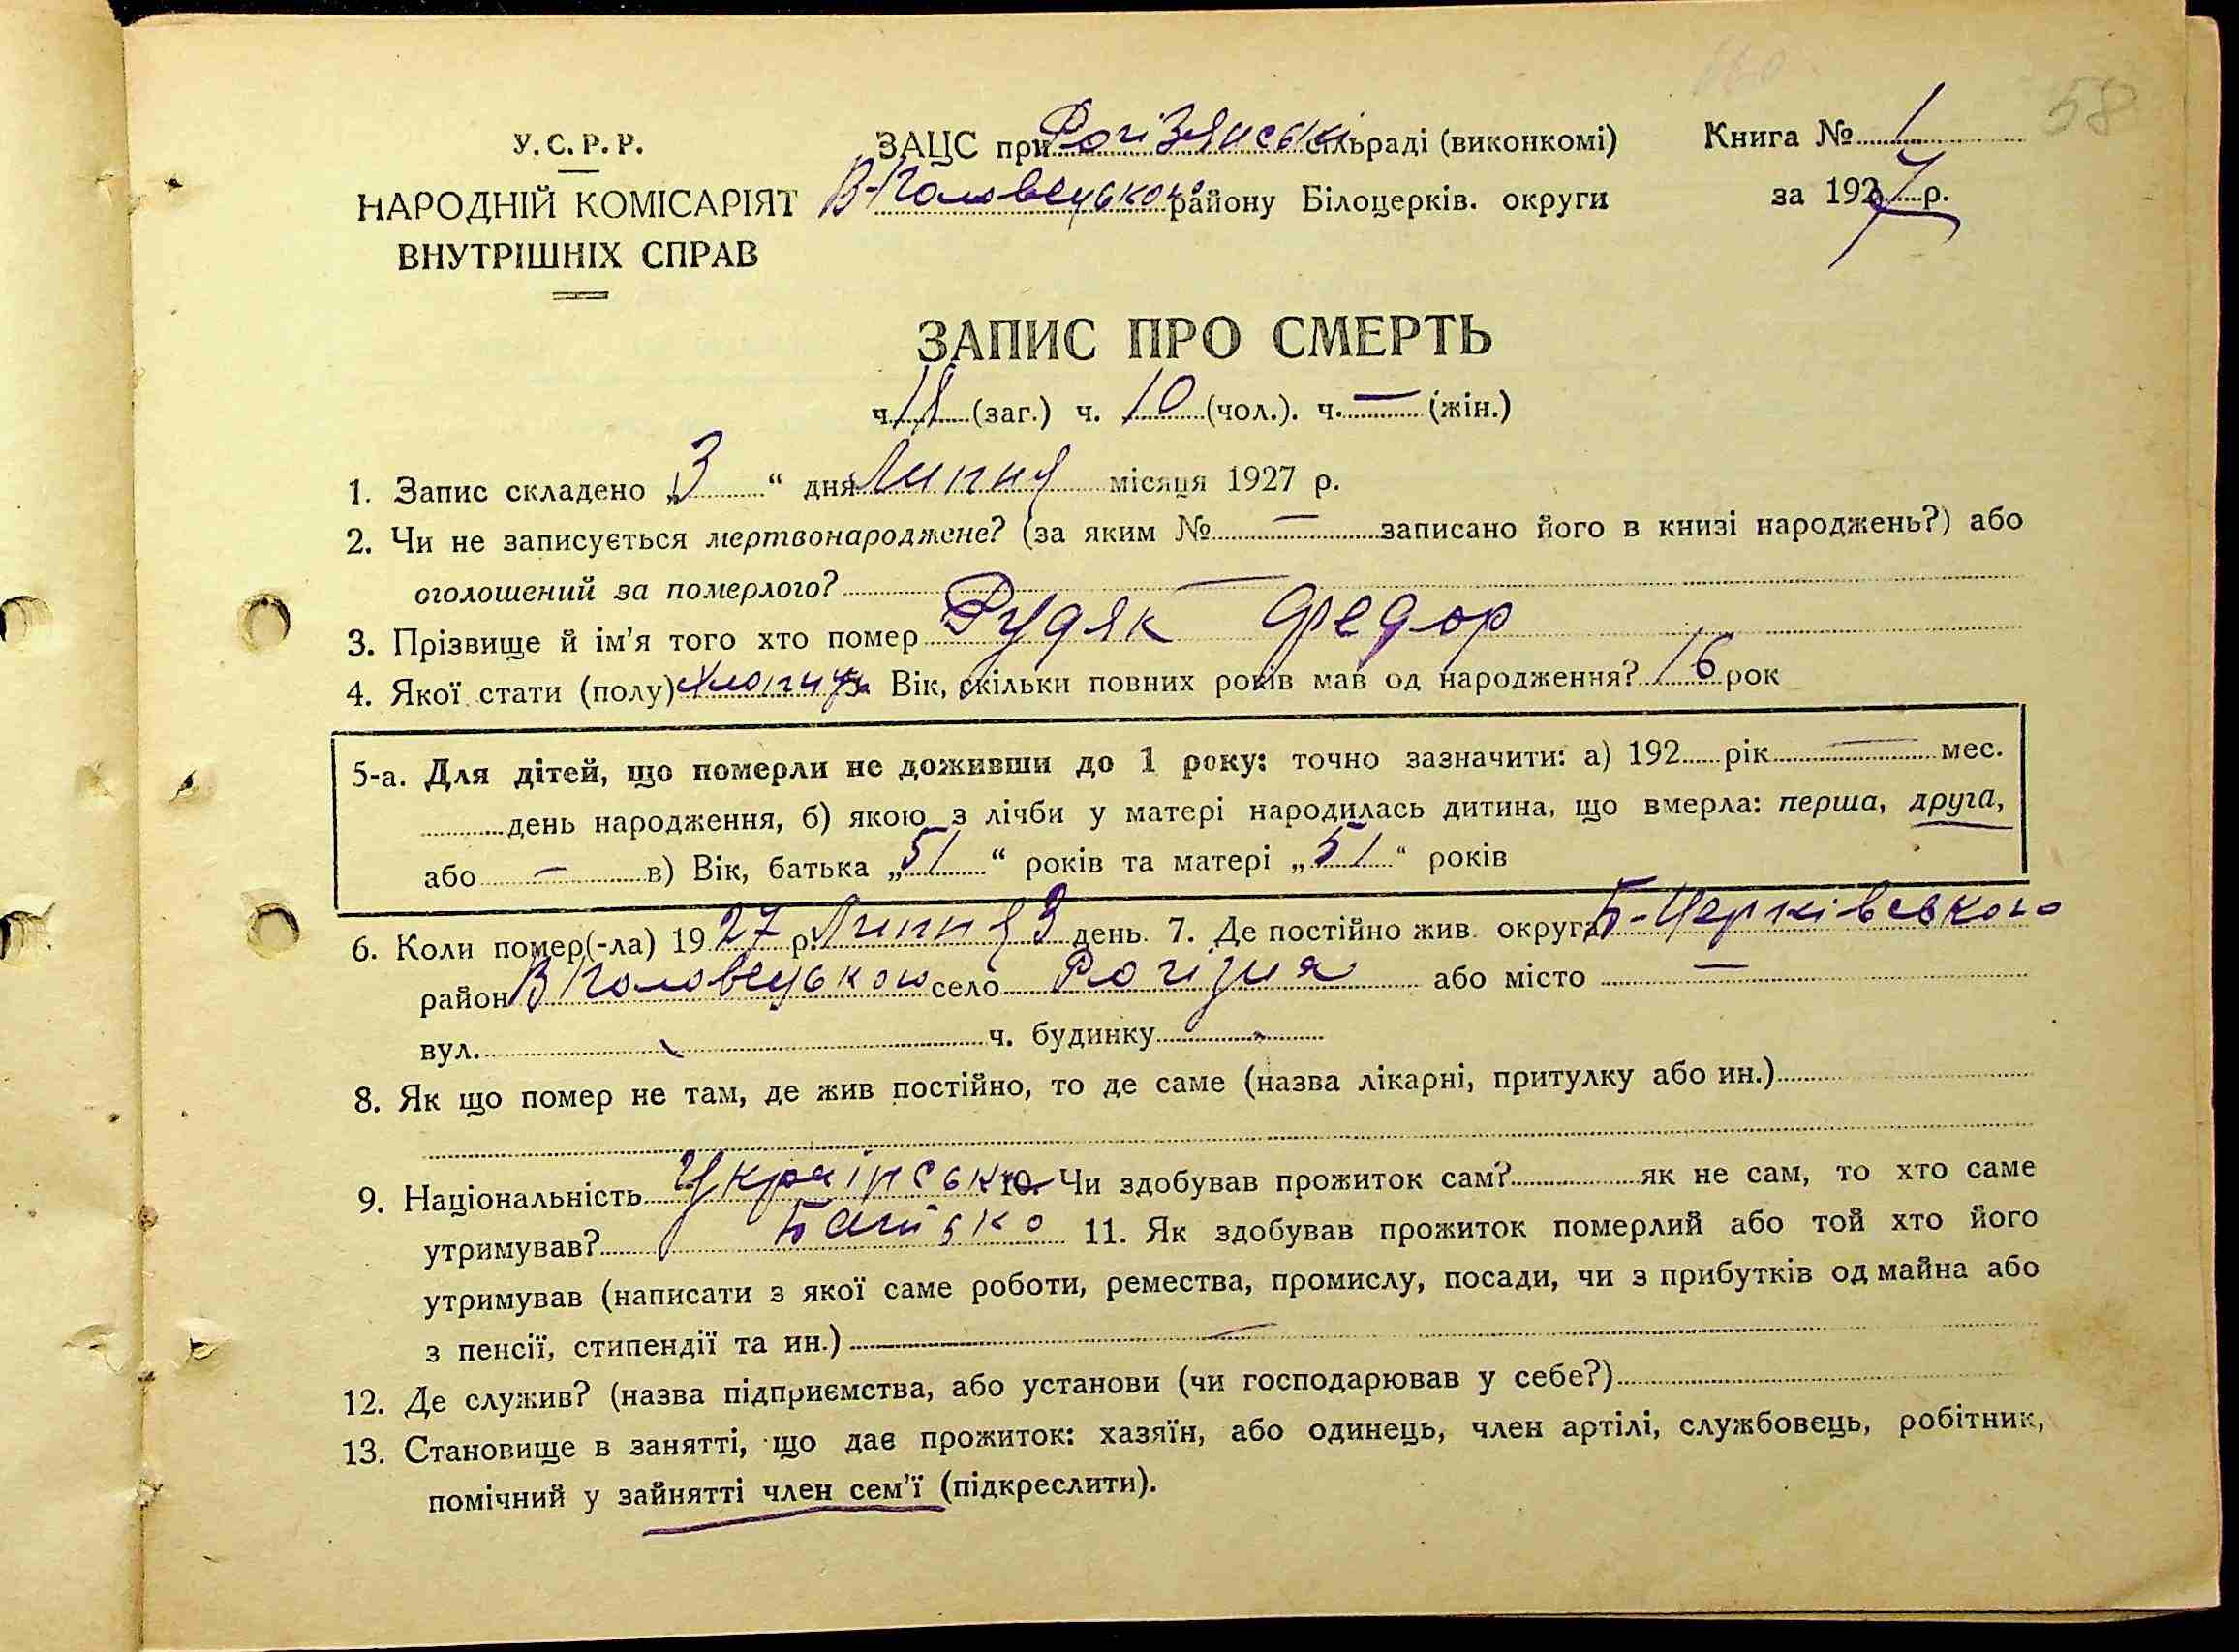 58
У. С. Р. Р.
НАРОДНІЙ КОМІСАРІЯТ
ВНУТРІШНІХ СПРАВ
ЗАЦС при Рогізянські сільраді (виконкомі)
В-Половецького району Білоцерків. округи
Книга № 1
за 1927 р.
ЗАПИС ПРО СМЕРТЬ
ч. (заг.) ч. 10 (чол.). ч. — (жін.)
1. Запис складено „3“ дня Липня місяця 1927 р.
2. Чи не записується мертвонароджене? (за яким № — записано його в книзі народжень?) або
оголошений за померлого? —
3. Прізвище й ім’я того хто помер Рудяк Федор
4. Якої стати (полу) Вік, скільки повних років мав од народження? 16 рок
5-а. Для дітей, що померли не доживши до 1 року: точно зазначити: а) 192 рік — мес.
день народження, б) якою з лічби у матері народилась дитина, що вмерла: перша, друга,
або — в) Вік, батька „51“ років та матері „51“ років
6. Коли помер(-ла) 1927 р. Липня 3 день. 7. Де постійно жив. округа Б-Церківського
район В Половецького село Рогізня або місто —
вул. ч. будинку
8. Як що помер не там, де жив постійно, то де саме (назва лікарні, притулку або ин.)
9. Національність Українська 10. Чи здобував прожиток сам? як не сам, то хто саме
утримував? Батько 11. Як здобував прожиток померлий або той хто його
утримував (написати з якої саме роботи, ремества, промислу, посади, чи з прибутків од майна або
з пенсії, стипендії та ин.) —
12. Де служив? (назва підприємства, або установи (чи господарював у себе?)
13. Становище в занятті, що дає прожиток: хазяїн, або одинець, член артілі, службовець, робітник,
помічний у зайнятті член сем’ї (підкреслити).